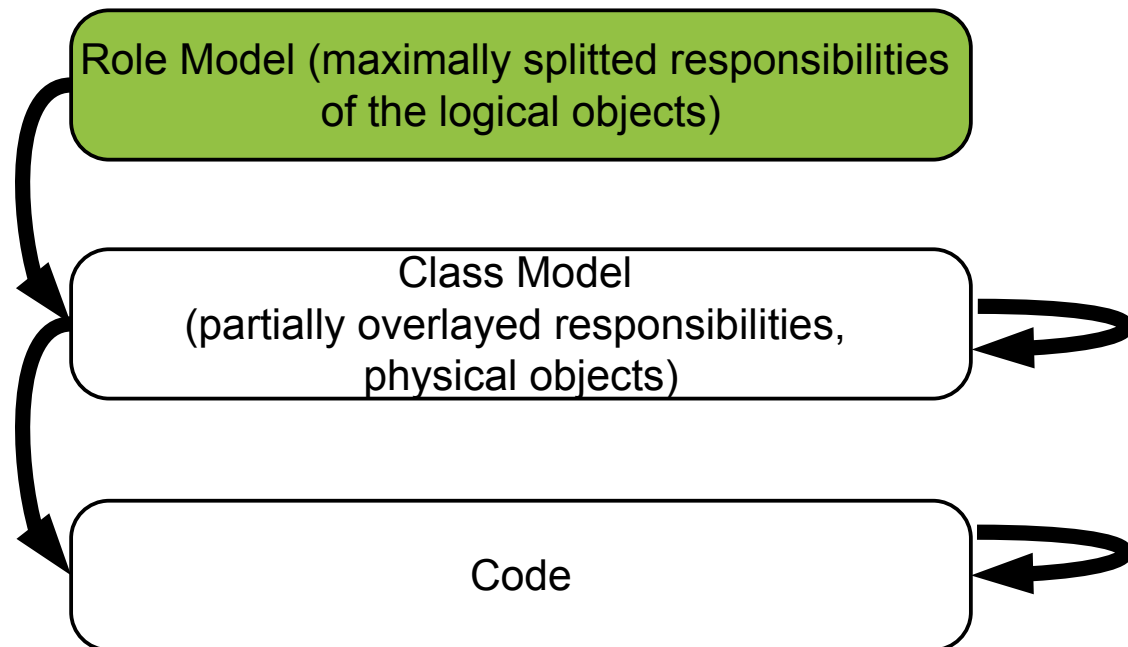 Role Model (maximally splitted responsibilities
of the logical objects)
Class Model
(partially overlayed responsibilities,
physical objects)
Code